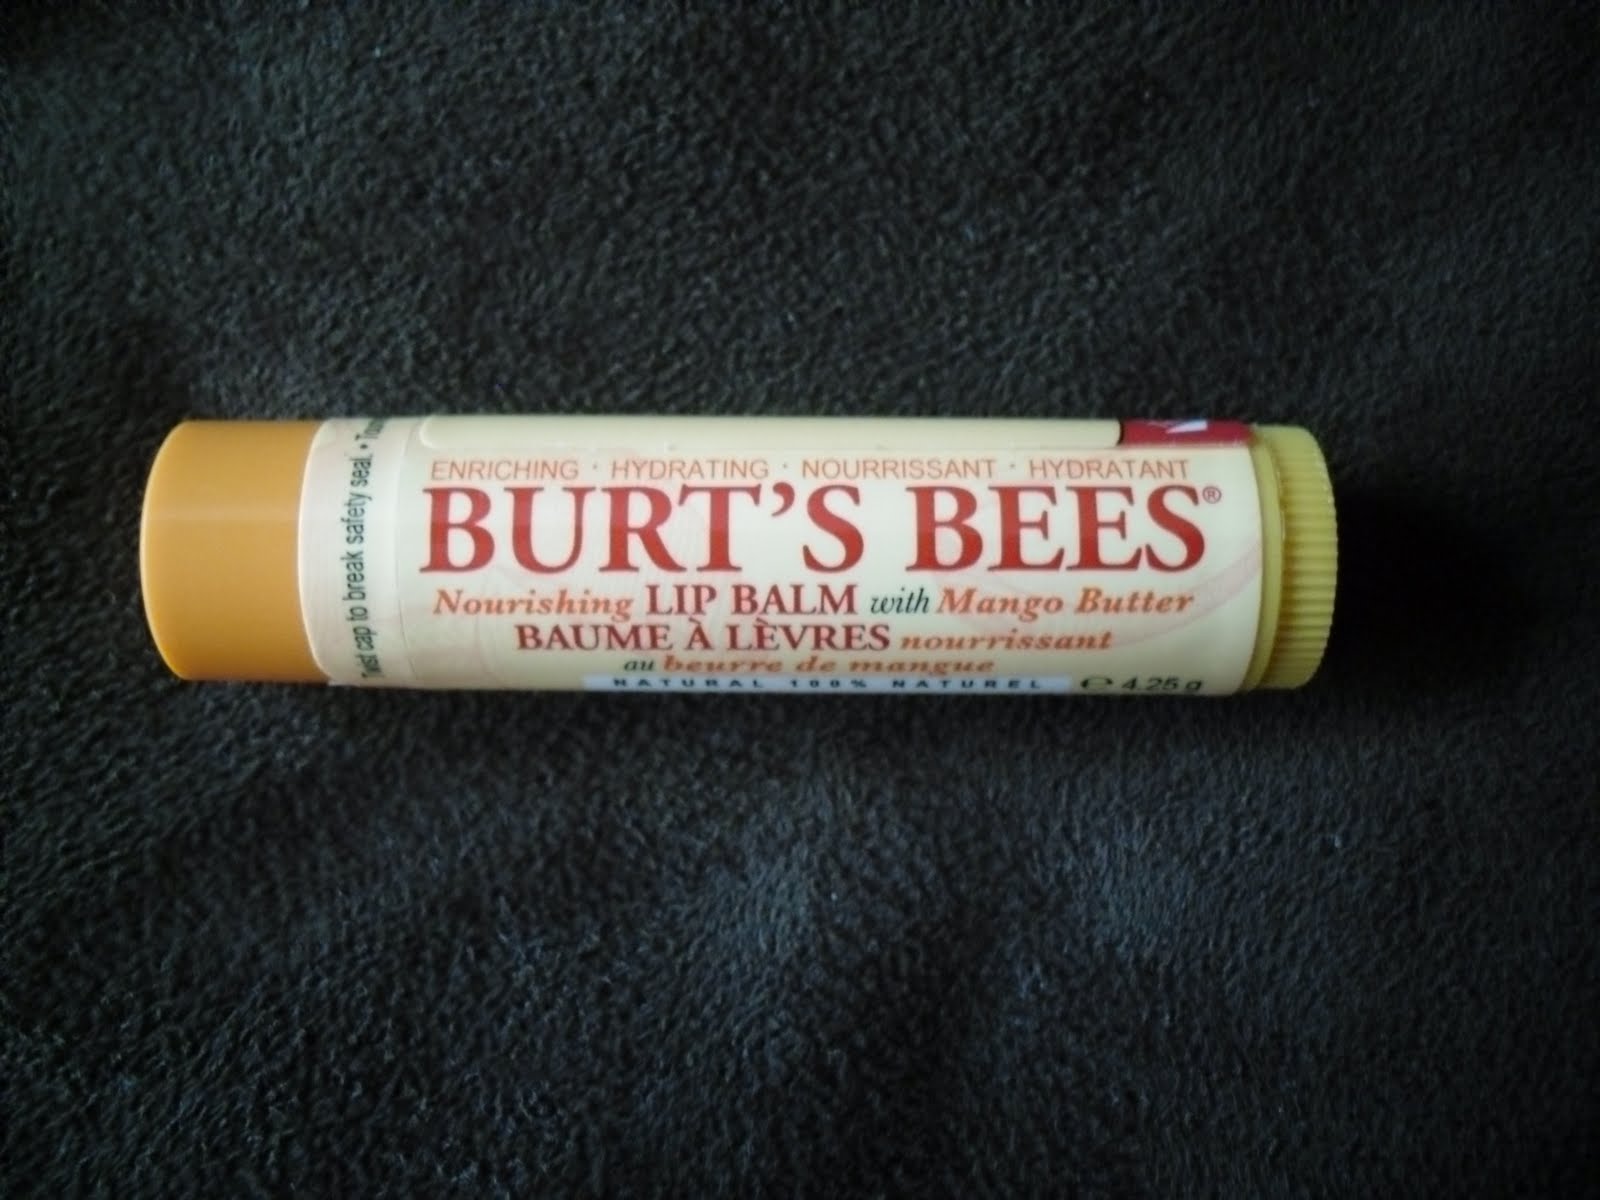 ENRICHING · HYDRATING · NOURRISSANT · HYDRATANT
BURT'S BEES®
Nourishing LIP BALM with Mango Butter
BAUME À LÈVRES nourrissant
au beurre de mangue
NATURAL 100% NATUREL ℮ 4.25 g
Twist cap to break safety seal. •